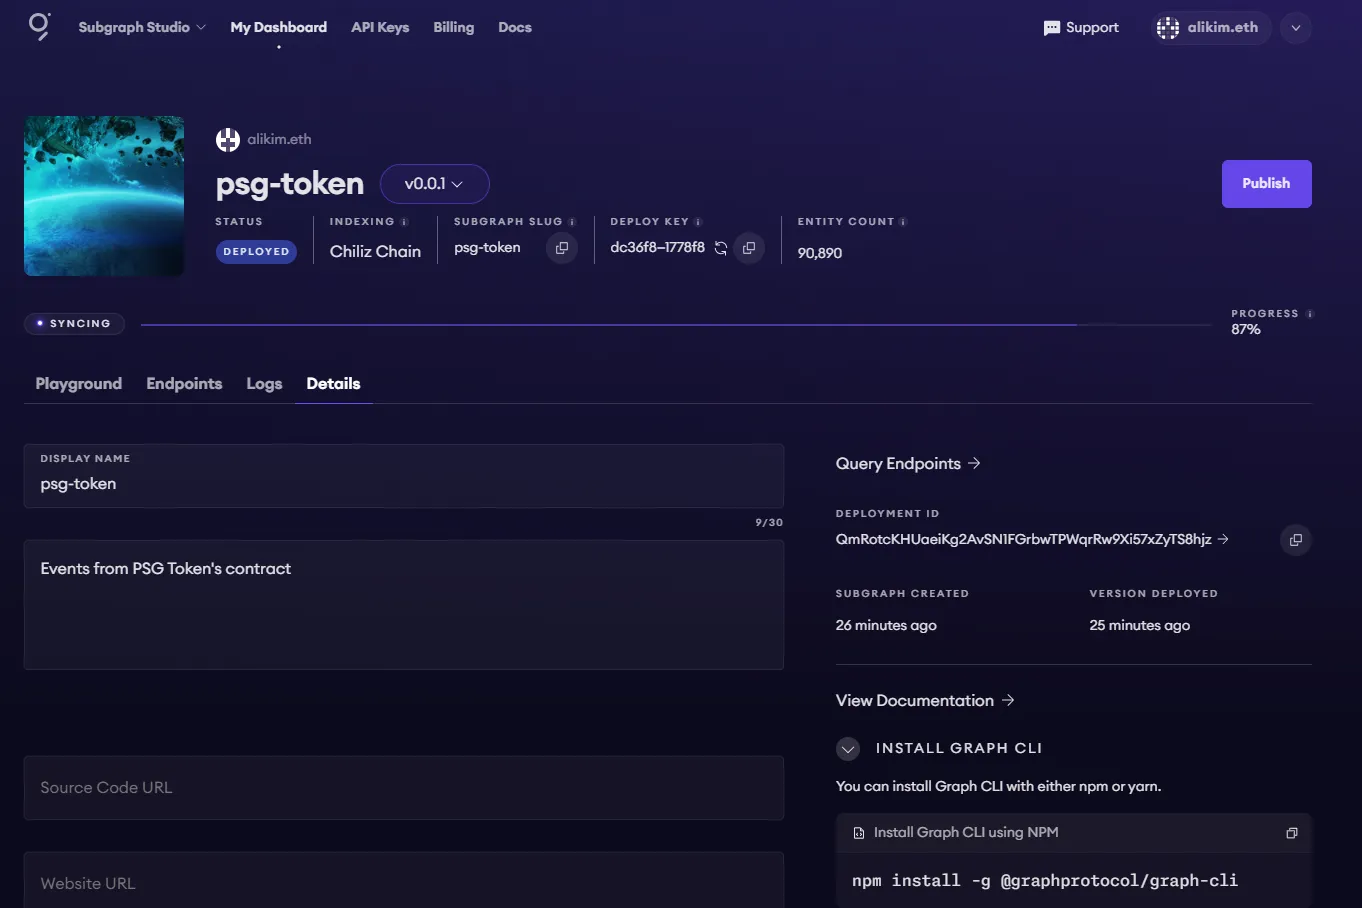 Subgraph Studio My Dashboard API Keys Billing Docs Support alikim.eth
alikim.eth
psg-token v0.0.1
Publish
STATUS INDEXING SUBGRAPH SLUG DEPLOY KEY ENTITY COUNT
DEPLOYED Chiliz Chain psg-token dc36f8–1778f8 90,890
SYNCING
PROGRESS
87%
Playground Endpoints Logs Details
DISPLAY NAME
psg-token
9/30
Events from PSG Token's contract
Source Code URL
Website URL
Query Endpoints →
DEPLOYMENT ID
QmRotcKHUaeiKg2AvSN1FGrbwTPWqrRw9Xi57xZyTS8hjz →
SUBGRAPH CREATED VERSION DEPLOYED
26 minutes ago 25 minutes ago
View Documentation →
INSTALL GRAPH CLI
You can install Graph CLI with either npm or yarn.
Install Graph CLI using NPM
npm install -g @graphprotocol/graph-cli